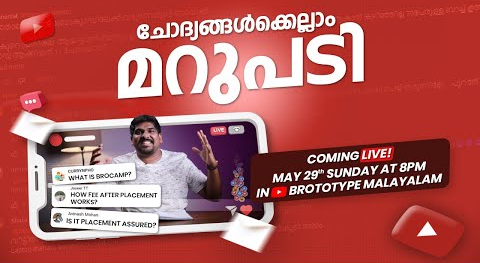 ചോദ്യങ്ങൾക്കെല്ലാം
മറുപടി
LIVE
WHAT IS BROCAMP?
HOW FEE AFTER PLACEMENT
WORKS?
IS IT PLACEMENT ASSURED?
COMING LIVE!
MAY 29th SUNDAY AT 8PM
IN BROTOTYPE MALAYALAM